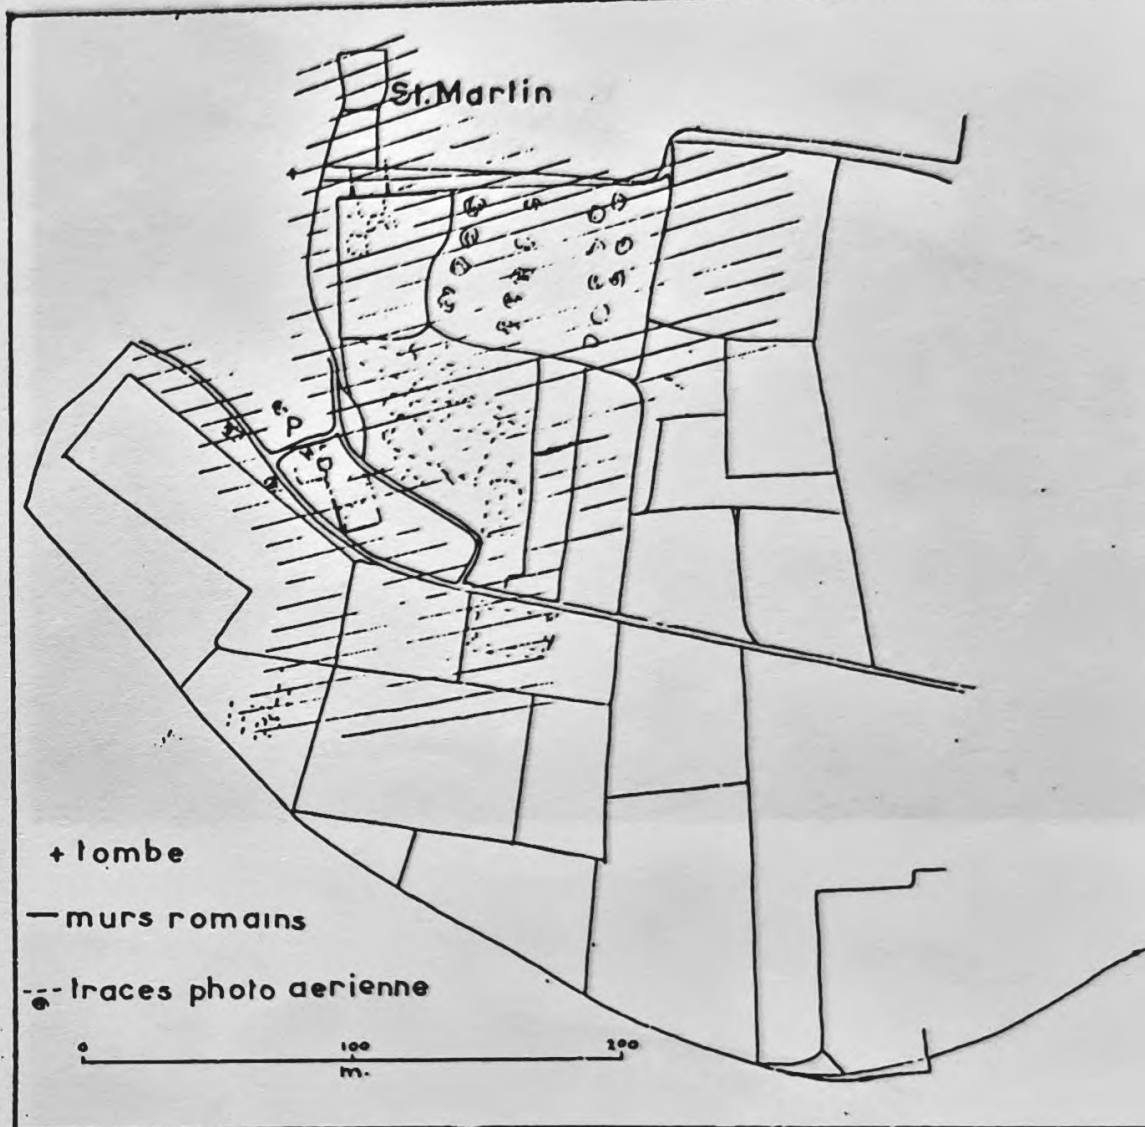 St. Martin
P
+ tombe
murs romains
traces photo aerienne
0 100 200
m.